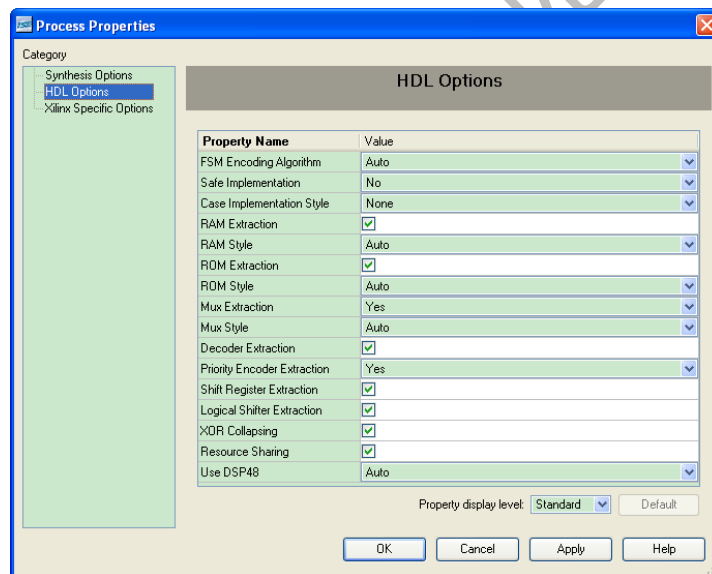 Process Properties
Category
Synthesis Options
HDL Options
Xilinx Specific Options
HDL Options
Property Name Value
FSM Encoding Algorithm Auto
Safe Implementation No
Case Implementation Style None
RAM Extraction
RAM Style Auto
ROM Extraction
ROM Style Auto
Mux Extraction Yes
Mux Style Auto
Decoder Extraction
Priority Encoder Extraction Yes
Shift Register Extraction
Logical Shifter Extraction
XOR Collapsing
Resource Sharing
Use DSP48 Auto
Property display level: Standard Default
OK Cancel Apply Help